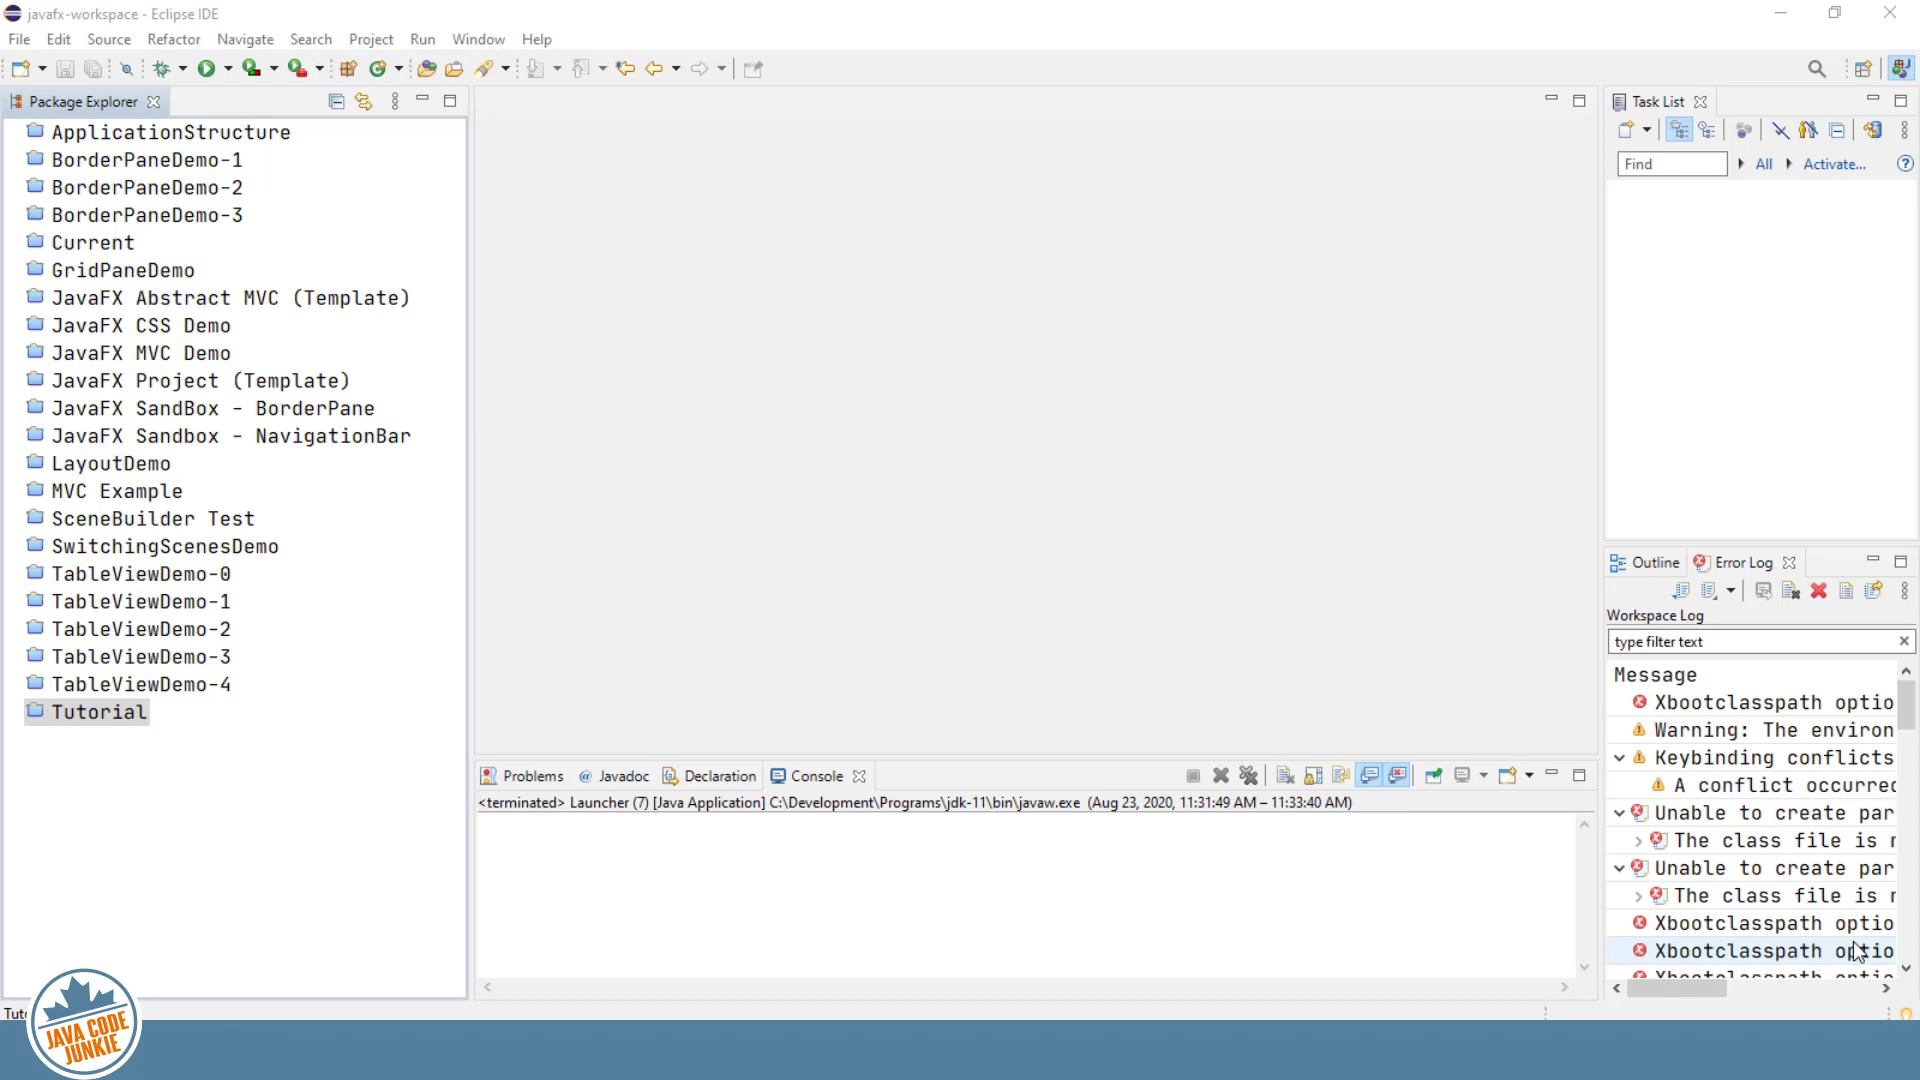 javafx-workspace - Eclipse IDE
File Edit Source Refactor Navigate Search Project Run Window Help
Package Explorer
ApplicationStructure
BorderPaneDemo-1
BorderPaneDemo-2
BorderPaneDemo-3
Current
GridPaneDemo
JavaFX Abstract MVC (Template)
JavaFX CSS Demo
JavaFX MVC Demo
JavaFX Project (Template)
JavaFX SandBox - BorderPane
JavaFX Sandbox - NavigationBar
LayoutDemo
MVC Example
SceneBuilder Test
SwitchingScenesDemo
TableViewDemo-0
TableViewDemo-1
TableViewDemo-2
TableViewDemo-3
TableViewDemo-4
Tutorial
Problems @ Javadoc Declaration Console
<terminated> Launcher (7) [Java Application] C:\Development\Programs\jdk-11\bin\javaw.exe (Aug 23, 2020, 11:31:49 AM – 11:33:40 AM)
Task List
Find All Activate...
Outline Error Log
Workspace Log
type filter text
Message
Xbootclasspath optio
Warning: The environ
Keybinding conflicts
A conflict occurred
Unable to create par
The class file is
Unable to create par
The class file is
Xbootclasspath optio
Xbootclasspath optio
Xbootclasspath optio
Tut
JAVA CODE
JUNKIE